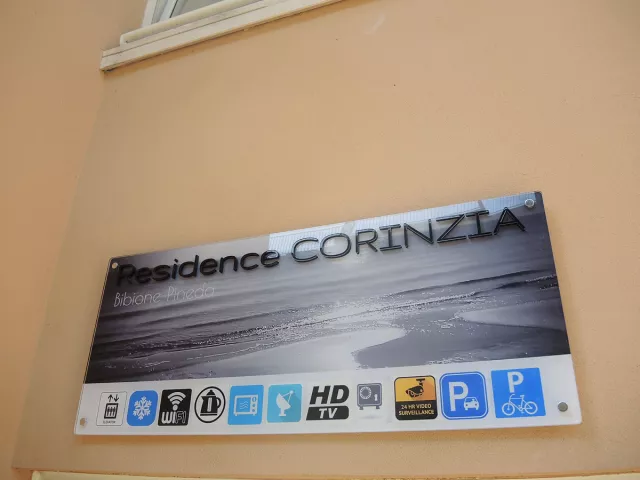 Residence CORINZIA
Bibione Pineda
WiFi
HD
TV
24 HR VIDEO
SURVEILLANCE
P
P